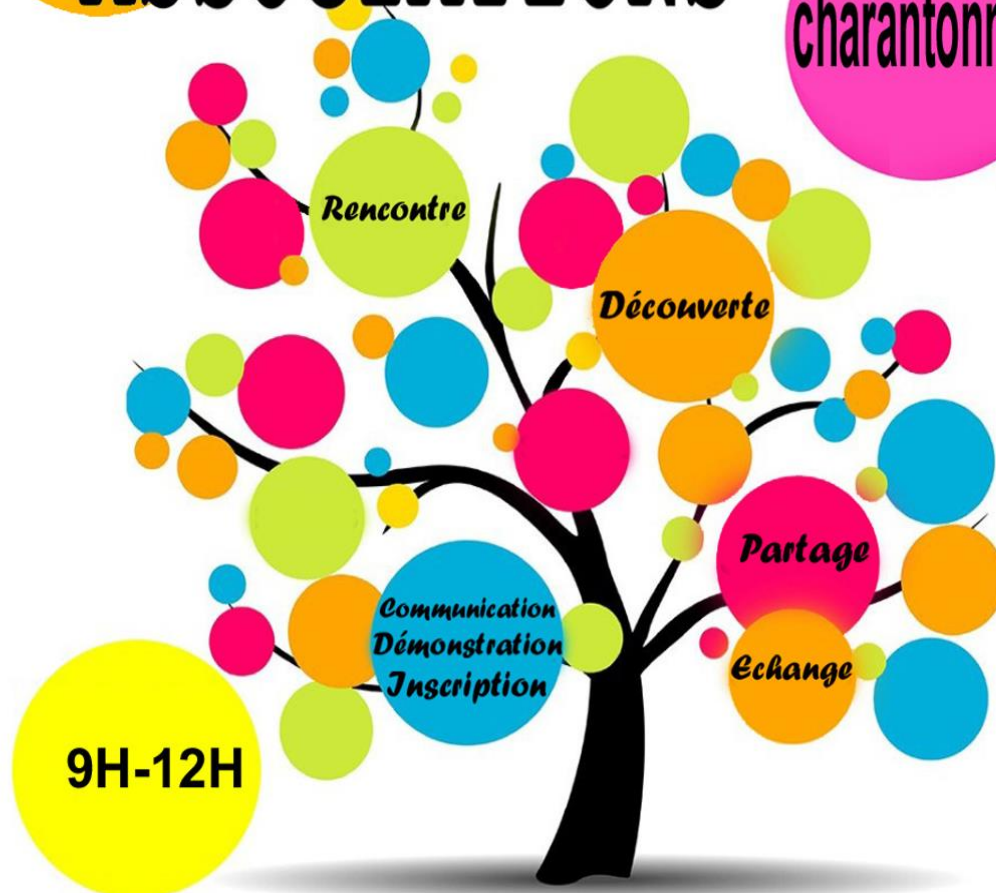 charantonn
Rencontre
Découverte
Partage
Echange
Communication
Démonstration
Inscription
9H-12H